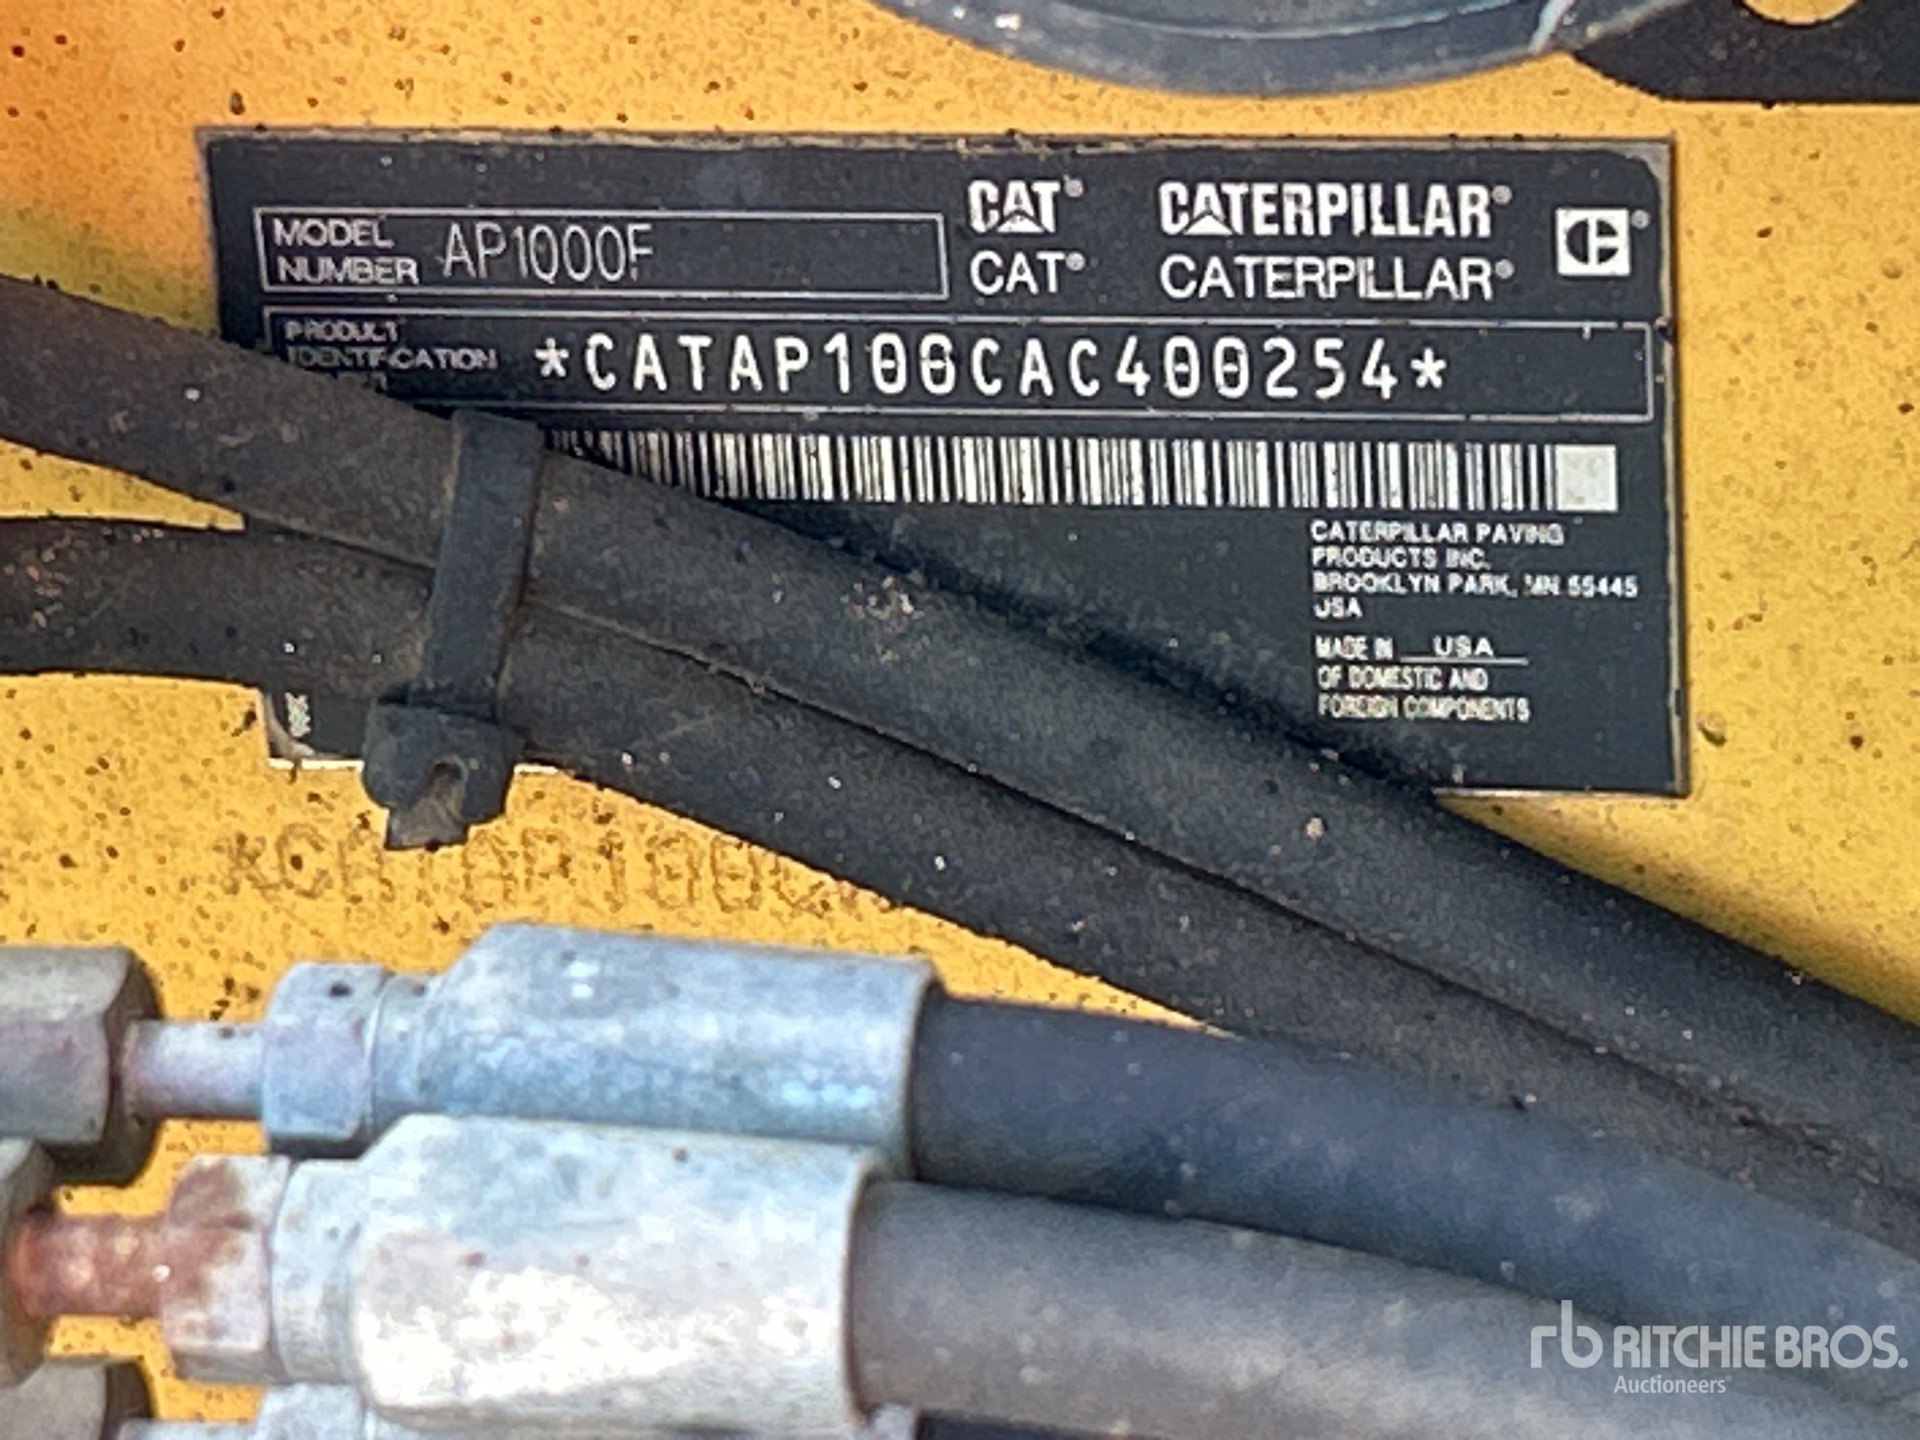 MODEL NUMBER AP1000F
CAT® CATERPILLAR®
CAT® CATERPILLAR®
PRODUCT
IDENTIFICATION
*CATAP100CAC400254*
CATERPILLAR PAVING
PRODUCTS INC.
BROOKLYN PARK, MN 55445
USA
MADE IN USA
OF DOMESTIC AND
FOREIGN COMPONENTS
rb RITCHIE BROS.
Auctioneers